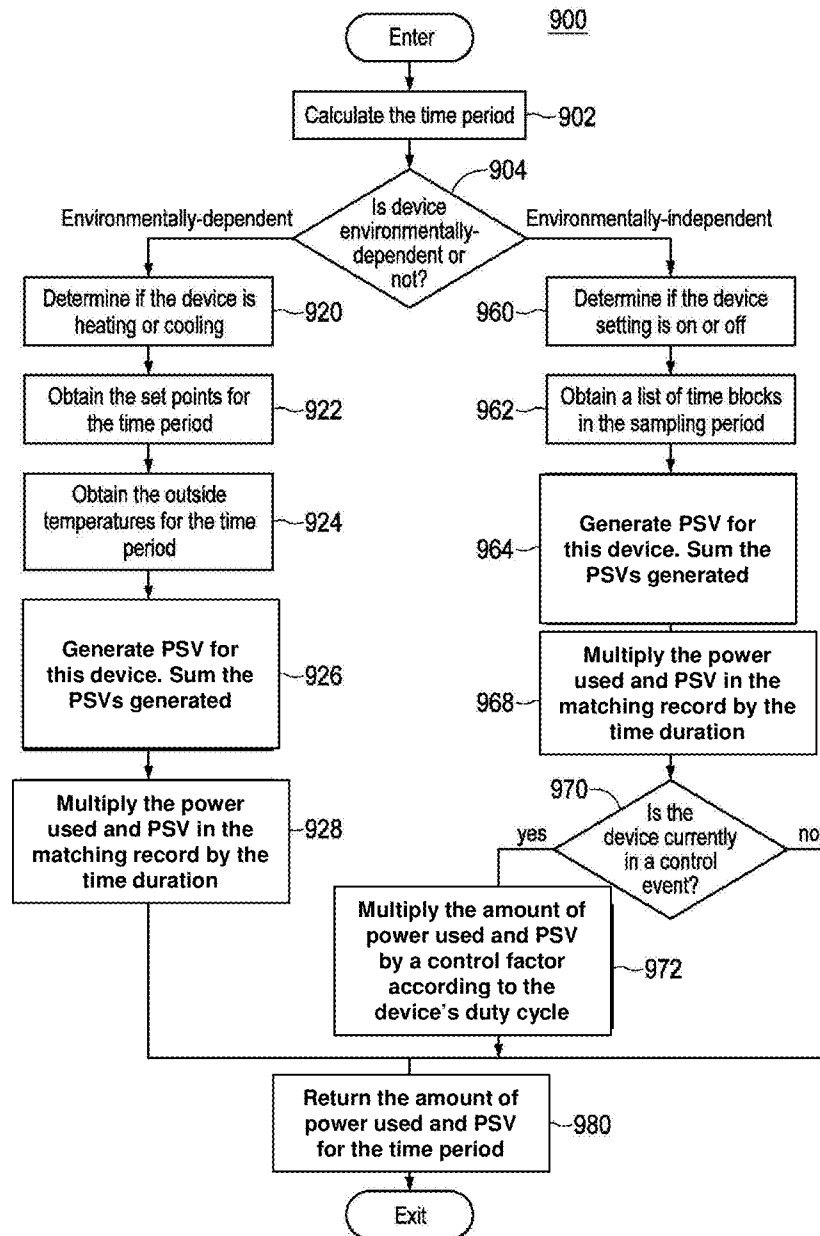 900
Enter
Calculate the time period
902
904
Is device
environmentally-
dependent or
not?
Environmentally-dependent
Environmentally-independent
Determine if the device is
heating or cooling
920
Obtain the set points for
the time period
922
Obtain the outside
temperatures for the time
period
924
Generate PSV for
this device. Sum the
PSVs generated
926
Multiply the power
used and PSV in the
matching record by the
time duration
928
960
Determine if the device
setting is on or off
962
Obtain a list of time blocks
in the sampling period
964
Generate PSV for
this device. Sum the
PSVs generated
968
Multiply the power
used and PSV in the
matching record by the
time duration
970
Is the
device currently
in a control
event?
yes
no
Multiply the amount of
power used and PSV
by a control factor
according to the
device's duty cycle
972
Return the amount of
power used and PSV
for the time period
980
Exit